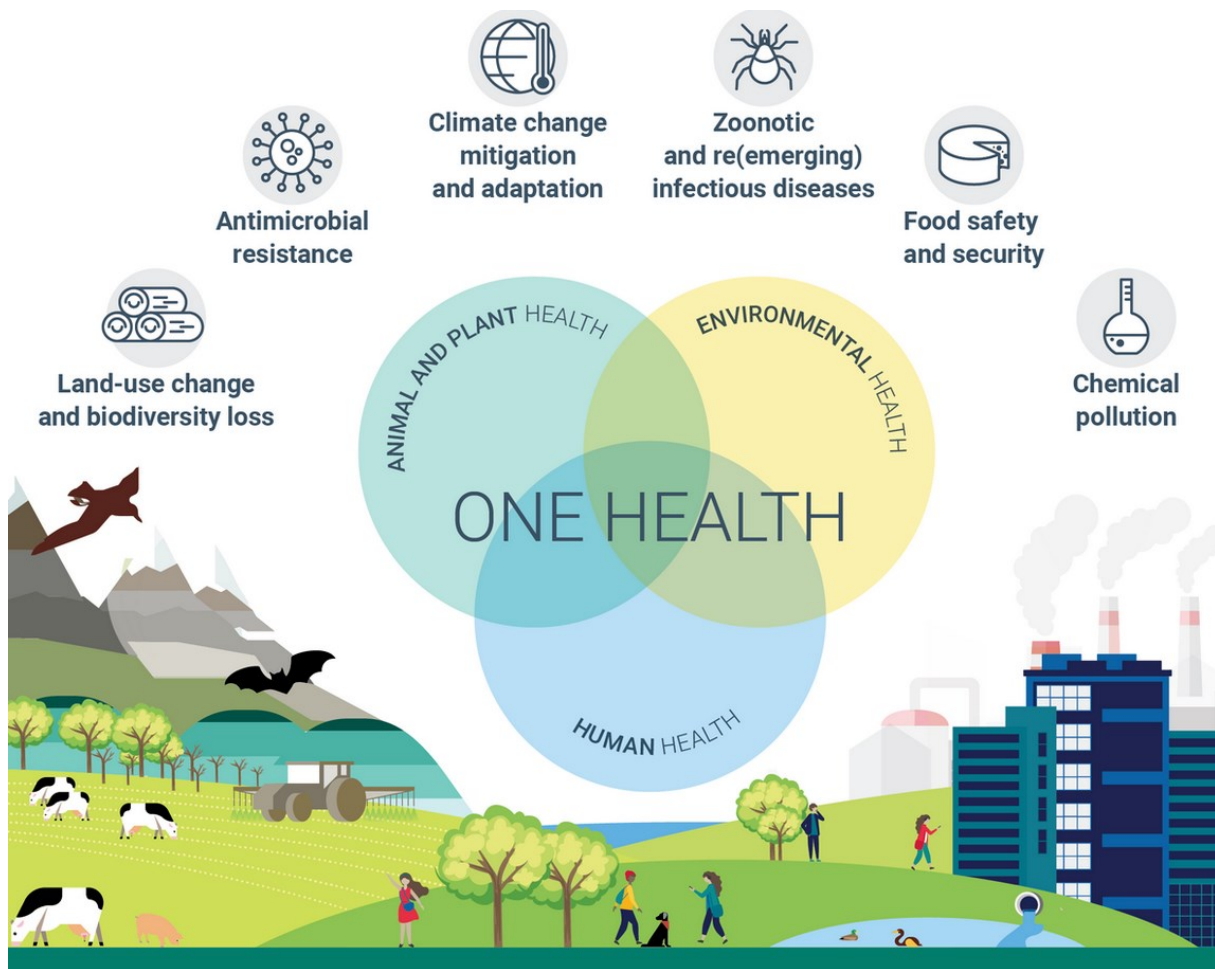 Climate change
mitigation
and adaptation
Zoonotic
and re(emerging)
infectious diseases
Antimicrobial
resistance
Food safety
and security
Land-use change
and biodiversity loss
Chemical
pollution
ANIMAL AND PLANT HEALTH
ENVIRONMENTAL HEALTH
ONE HEALTH
HUMAN HEALTH